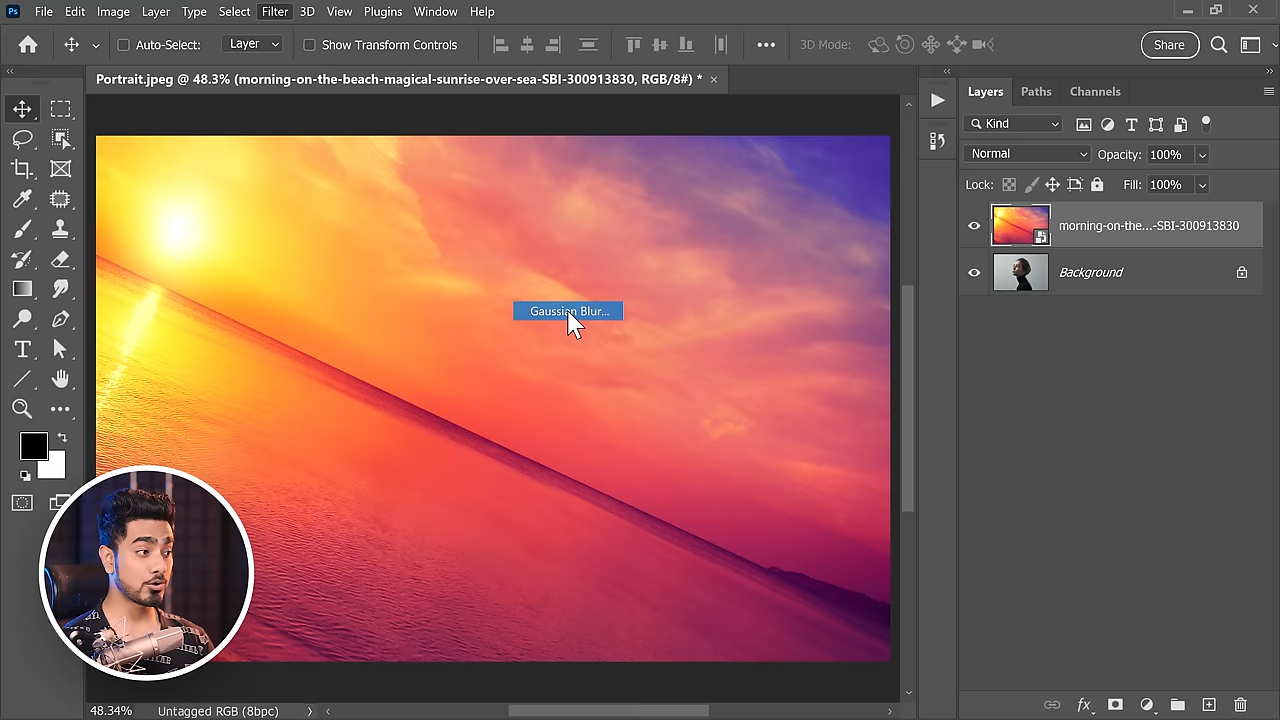 Ps File Edit Image Layer Type Select Filter 3D View Plugins Window Help
Auto-Select: Layer Show Transform Controls 3D Mode: Share
Portrait.jpeg @ 48.3% (morning-on-the-beach-magical-sunrise-over-sea-SBI-300913830, RGB/8#) * ×
Layers Paths Channels
Kind
Normal Opacity: 100%
Lock: Fill: 100%
morning-on-the...-SBI-300913830
Background
Gaussian Blur...
48.34% Untagged RGB (8bpc)
fx